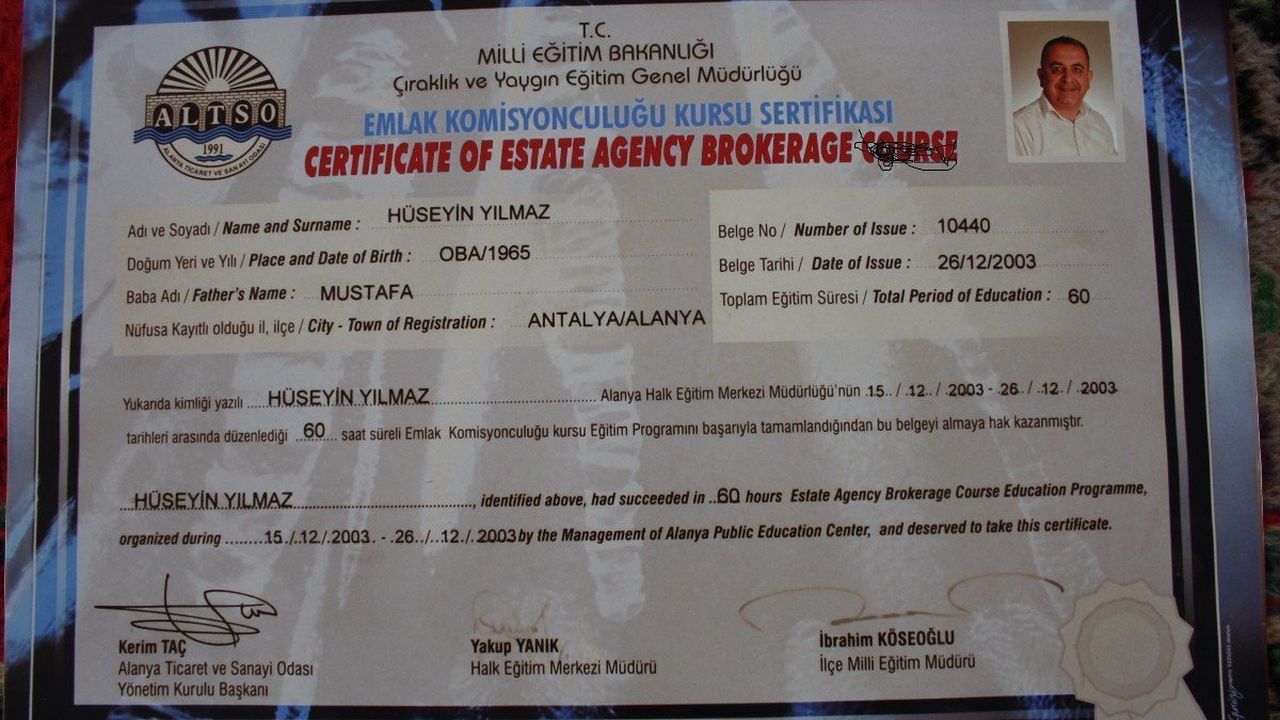 T.C.
MİLLİ EĞİTİM BAKANLIĞI
Çıraklık ve Yaygın Eğitim Genel Müdürlüğü
EMLAK KOMİSYONCULUĞU KURSU SERTİFİKASI
CERTIFICATE OF ESTATE AGENCY BROKERAGE COURSE
ALTSO
1991
ALANYA TİCARET VE SANAYİ ODASI
Adı ve Soyadı / Name and Surname : HÜSEYİN YILMAZ
Doğum Yeri ve Yılı / Place and Date of Birth : OBA/1965
Baba Adı / Father's Name : MUSTAFA
Nüfusa Kayıtlı olduğu il, ilçe / City - Town of Registration : ANTALYA/ALANYA
Belge No / Number of Issue : 10440
Belge Tarihi / Date of Issue : 26/12/2003
Toplam Eğitim Süresi / Total Period of Education : 60
Yukarıda kimliği yazılı ... HÜSEYİN YILMAZ ... Alanya Halk Eğitim Merkezi Müdürlüğü'nün .15.. / .12.. / .2003 - .26.. / .12.. / .2003
tarihleri arasında düzenlediği ..60.... saat süreli Emlak Komisyonculuğu kursu Eğitim Programını başarıyla tamamlandığından bu belgeyi almaya hak kazanmıştır.
...HÜSEYİN YILMAZ..., identified above, had succeeded in ..60 hours Estate Agency Brokerage Course Education Programme,
organized during ........15./.12./.2003. - .26../..12./..2003 by the Management of Alanya Public Education Center, and deserved to take this certificate.
Kerim TAÇ
Alanya Ticaret ve Sanayi Odası
Yönetim Kurulu Başkanı
Yakup YANIK
Halk Eğitim Merkezi Müdürü
İbrahim KÖSEOĞLU
İlçe Milli Eğitim Müdürü